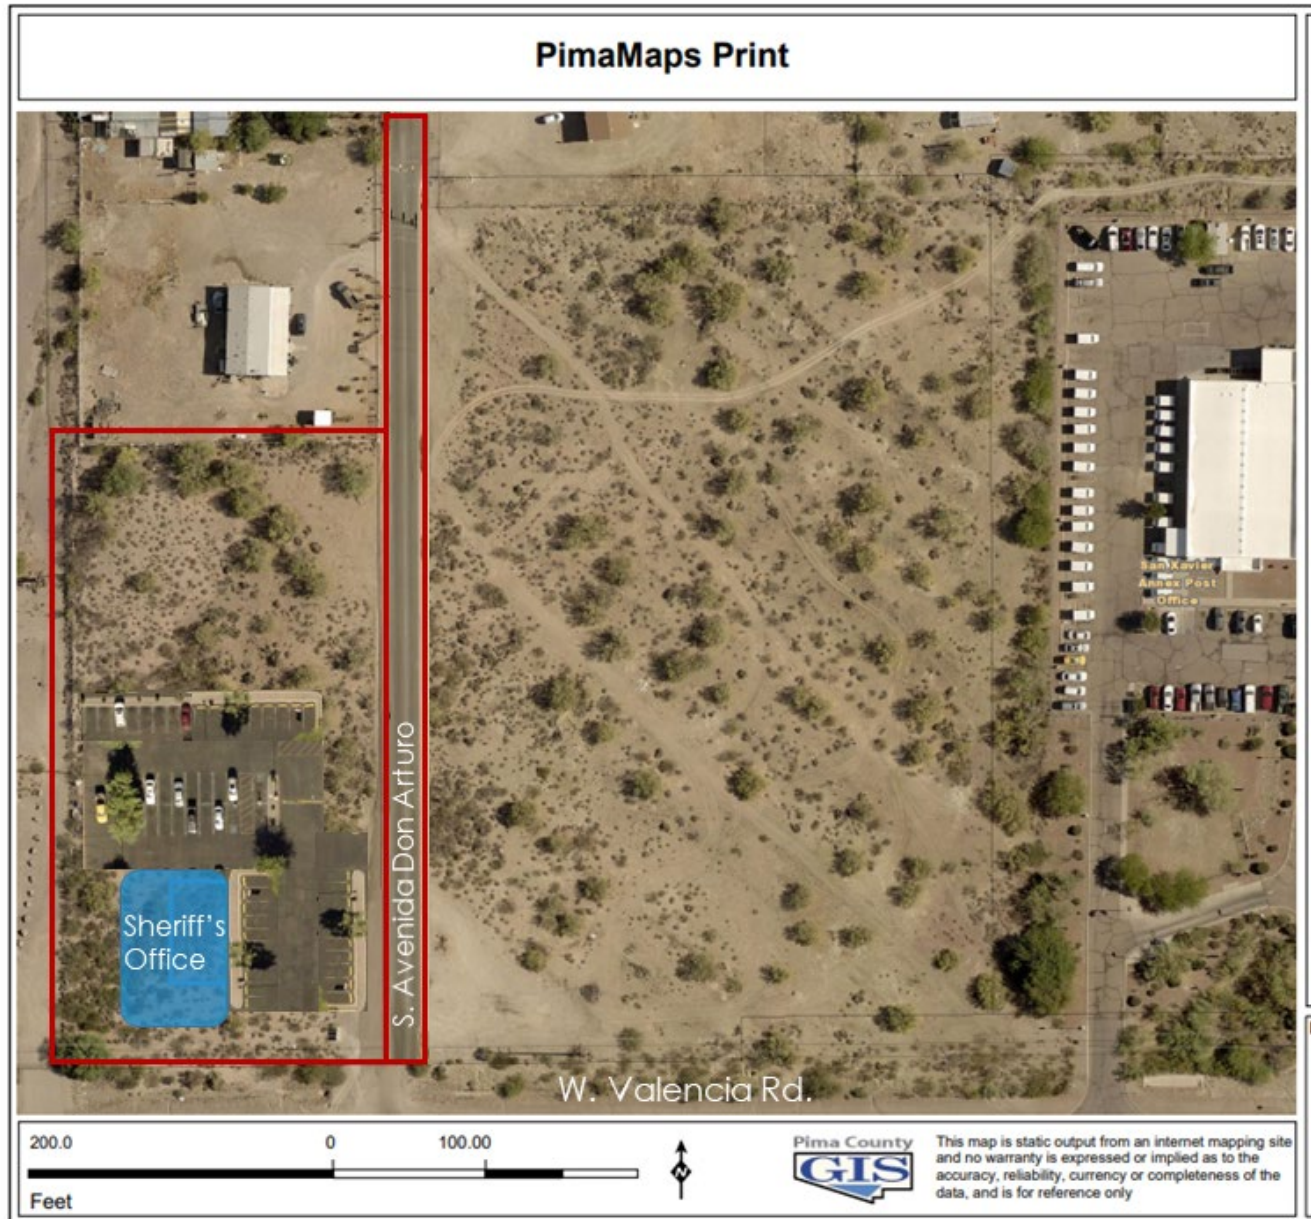 PimaMaps Print
San Xavier
Annex Post
Office
S. Avenida Don Arturo
Sheriff's
Office
W. Valencia Rd.
200.0 0 100.00
Feet
N
Pima County
GIS
This map is static output from an internet mapping site
and no warranty is expressed or implied as to the
accuracy, reliability, currency or completeness of the
data, and is for reference only